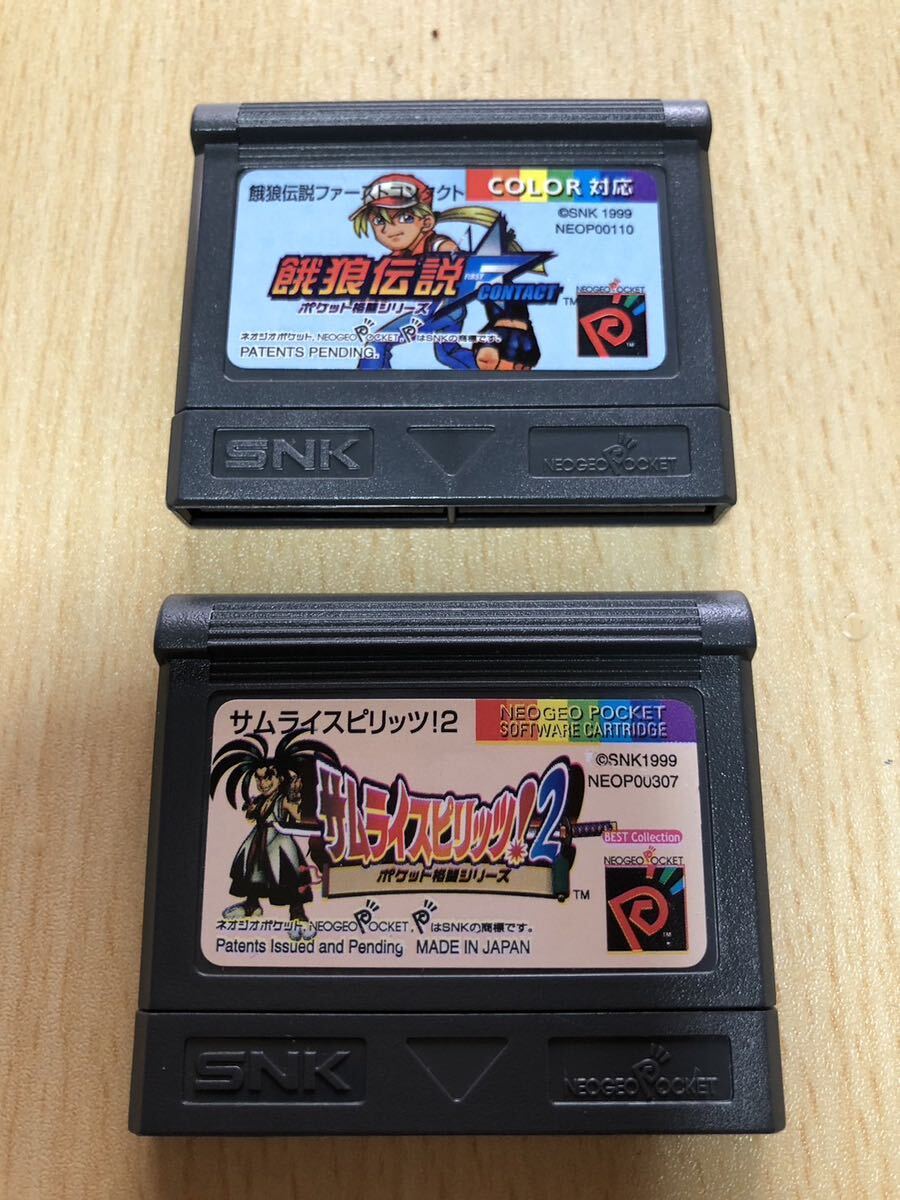 餓狼伝説ファーストコンタクト
COLOR 対応
©SNK 1999
NEOP00110
餓狼伝説 F FIRST CONTACT TM
ポケット格闘シリーズ
NEOGEO POCKET
TM
ネオジオポケット, NEOGEO POCKET, PはSNKの商標です。
PATENTS PENDING.
SNK
NEOGEO POCKET
サムライスピリッツ!2
NEOGEO POCKET
SOFTWARE CARTRIDGE
©SNK1999
NEOP00307
サムライスピリッツ!2
ポケット格闘シリーズ
TM
BEST Collection
NEOGEO POCKET
TM
ネオジオポケット, NEOGEO POCKET, PはSNKの商標です。
Patents Issued and Pending MADE IN JAPAN
SNK
NEOGEO POCKET